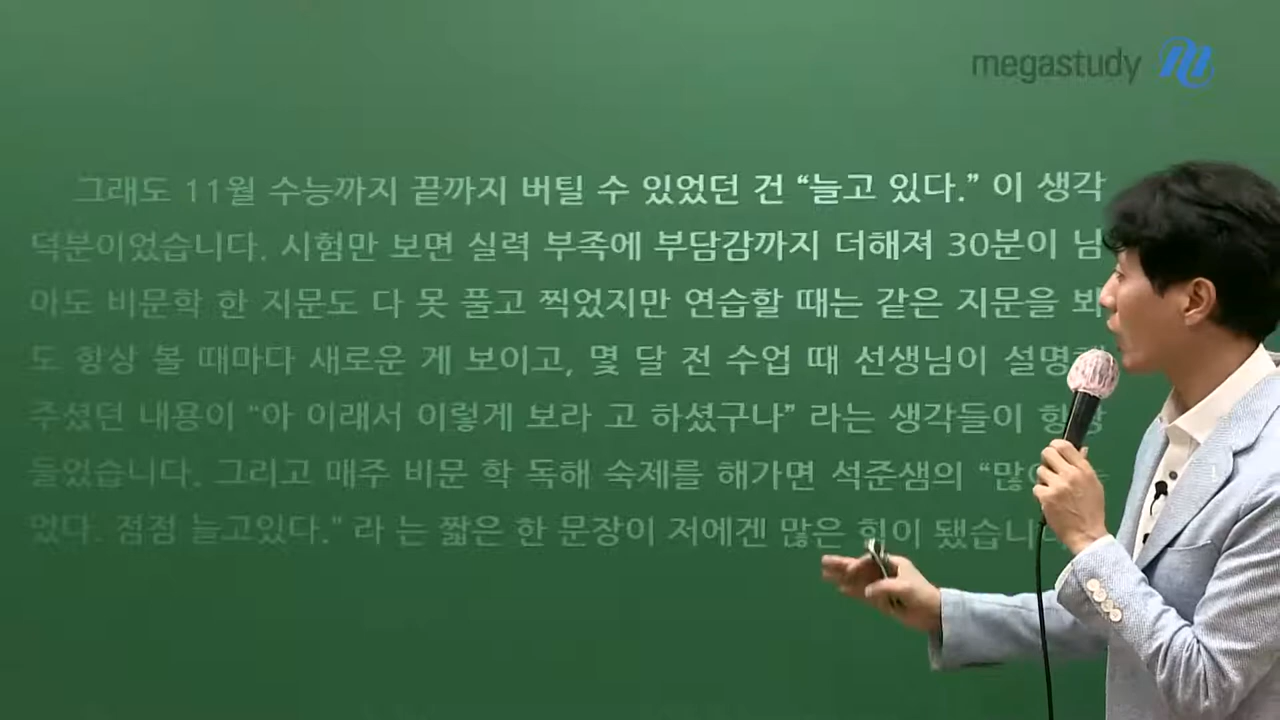 megastudy
그래도 11월 수능까지 끝까지 버틸 수 있었던 건 “늘고 있다.” 이 생각
덕분이었습니다. 시험만 보면 실력 부족에 부담감까지 더해져 30분이 남
아도 비문학 한 지문도 다 못 풀고 찍었지만 연습할 때는 같은 지문을 봐
도 항상 볼 때마다 새로운 게 보이고, 몇 달 전 수업 때 선생님이
주셨던 내용이 “아 이래서 이렇게 보라 고 하셨구나” 라는 생각들이
들었습니다. 그리고 매주 비문 학 독해 숙제를 해가면 석준샘의
었다. 점점 늘고있다.” 라 는 짧은 한 문장이 저에겐 많은 힘이